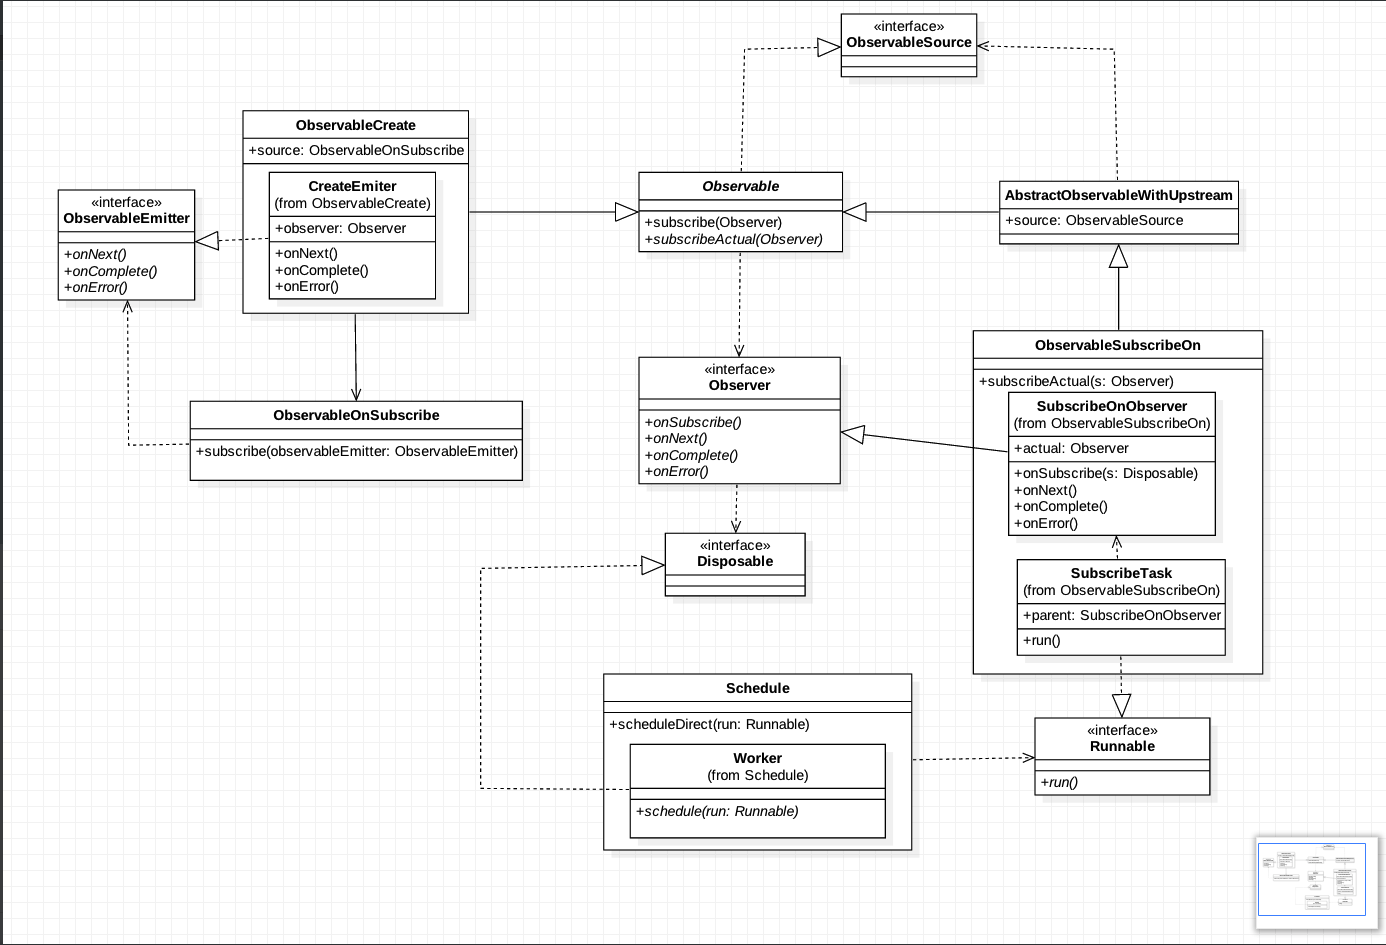 «interface»
ObservableSource
ObservableCreate
+source: ObservableOnSubscribe
CreateEmiter
(from ObservableCreate)
+observer: Observer
+onNext()
+onComplete()
+onError()
«interface»
ObservableEmitter
+onNext()
+onComplete()
+onError()
Observable
+subscribe(Observer)
+subscribeActual(Observer)
AbstractObservableWithUpstream
+source: ObservableSource
ObservableOnSubscribe
+subscribe(observableEmitter: ObservableEmitter)
«interface»
Observer
+onSubscribe()
+onNext()
+onComplete()
+onError()
ObservableSubscribeOn
+subscribeActual(s: Observer)
SubscribeOnObserver
(from ObservableSubscribeOn)
+actual: Observer
+onSubscribe(s: Disposable)
+onNext()
+onComplete()
+onError()
SubscribeTask
(from ObservableSubscribeOn)
+parent: SubscribeOnObserver
+run()
«interface»
Disposable
Schedule
+scheduleDirect(run: Runnable)
Worker
(from Schedule)
+schedule(run: Runnable)
«interface»
Runnable
+run()